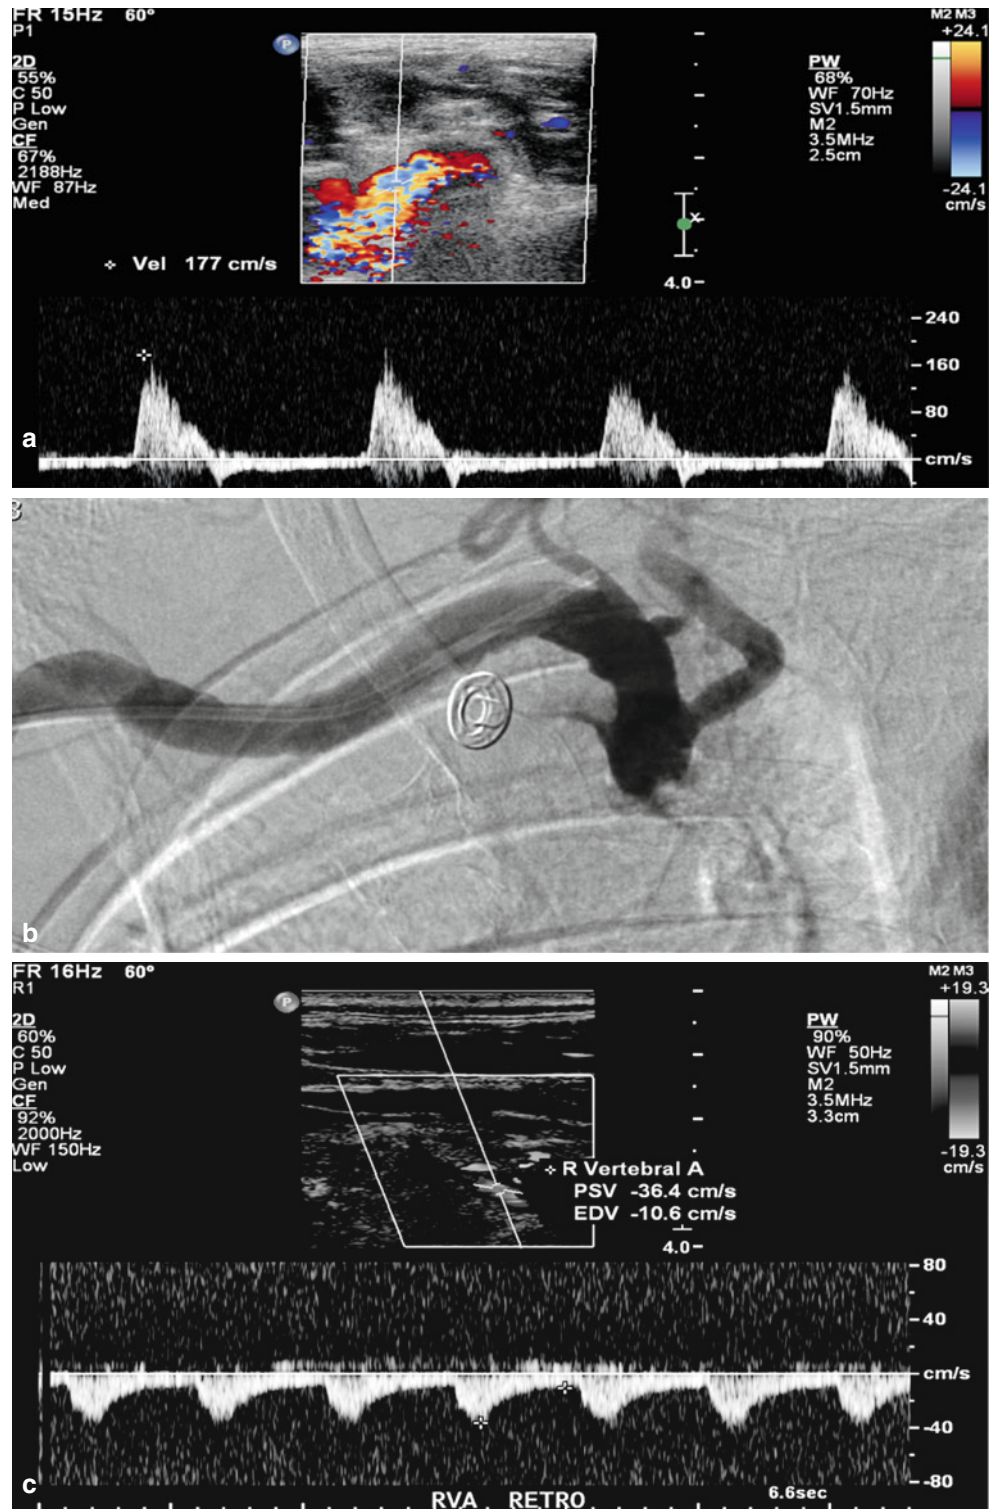 FR 15Hz 60°
P1
M2 M3
+24.1
P
2D
55%
C 50
P Low
Gen
CF
67%
2188Hz
WF 87Hz
Med
PW
68%
WF 70Hz
SV1.5mm
M2
3.5MHz
2.5cm
-24.1
cm/s
x
Vel 177 cm/s
4.0
240
160
80
cm/s
a
b
FR 16Hz 60°
R1
M2 M3
+19.3
P
2D
60%
C 50
P Low
Gen
CF
92%
2000Hz
WF 150Hz
Low
PW
90%
WF 50Hz
SV1.5mm
M2
3.5MHz
3.3cm
-19.3
cm/s
R Vertebral A
PSV -36.4 cm/s
EDV -10.6 cm/s
4.0
80
40
cm/s
-40
-80
c
6.6sec
RVA RETRO